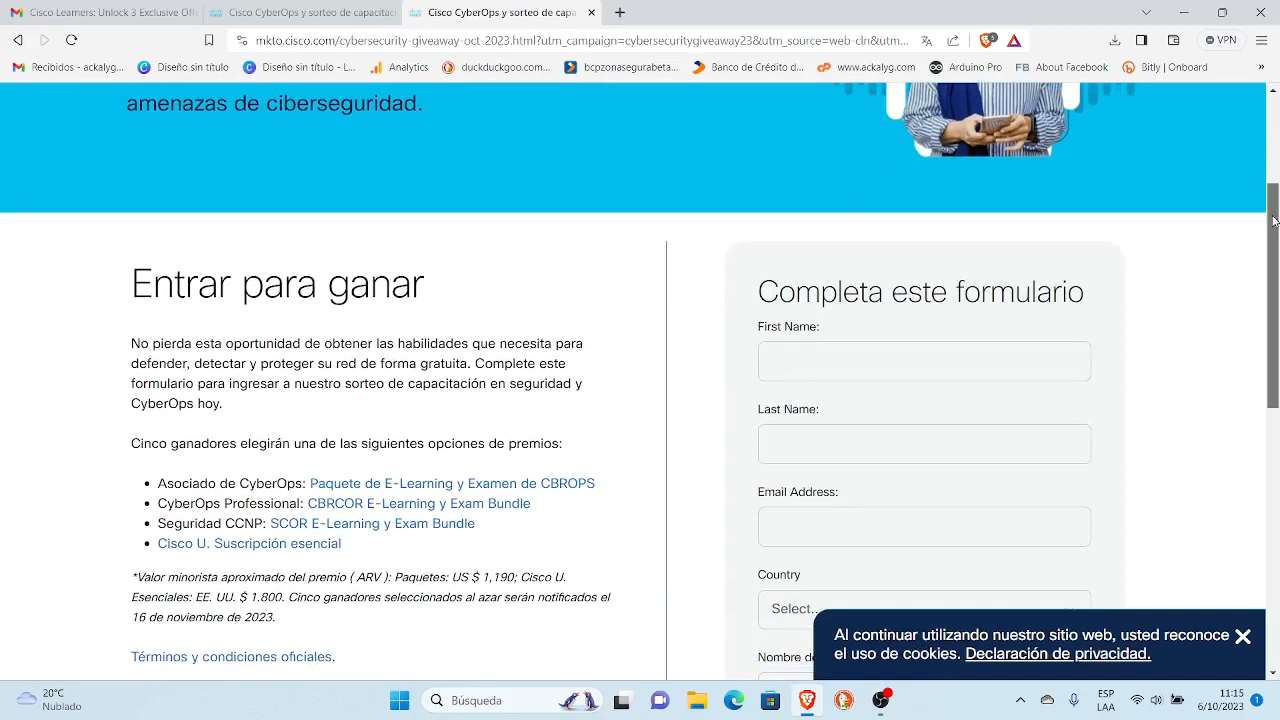 Cisco Learners: Unlock 3 Exclusive Off
Cisco CyberOps y sorteo de capacitac
Cisco CyberOps y sorteo de capa
mkto.cisco.com/cybersecurity-giveaway-oct-2023.html?utm_campaign=cybersecuritygiveaway23&utm_source=web-cln&utm...
5
VPN
Recibidos - ackalyg...
Diseño sin título
Diseño sin título - L...
Analytics
duckduckgoo.com...
bcpzonasegurabeta...
Banco de Crédito d...
www.ackalyg.com
Arduino Pro
FB About Facebook
Bitly | Onboard
»
amenazas de ciberseguridad.
Entrar para ganar
No pierda esta oportunidad de obtener las habilidades que necesita para
defender, detectar y proteger su red de forma gratuita. Complete este
formulario para ingresar a nuestro sorteo de capacitación en seguridad y
CyberOps hoy.
Cinco ganadores elegirán una de las siguientes opciones de premios:
• Asociado de CyberOps: Paquete de E-Learning y Examen de CBROPS
• CyberOps Professional: CBRCOR E-Learning y Exam Bundle
• Seguridad CCNP: SCOR E-Learning y Exam Bundle
• Cisco U. Suscripción esencial
*Valor minorista aproximado del premio ( ARV ): Paquetes: US $ 1,190; Cisco U.
Esenciales: EE. UU. $ 1.800. Cinco ganadores seleccionados al azar serán notificados el
16 de noviembre de 2023.
Términos y condiciones oficiales.
Completa este formulario
First Name:
Last Name:
Email Address:
Country
Select...
Nombre de
Al continuar utilizando nuestro sitio web, usted reconoce
el uso de cookies. Declaración de privacidad.
20°C
Nublado
Búsqueda
ESP
LAA
11:15
6/10/2023
1